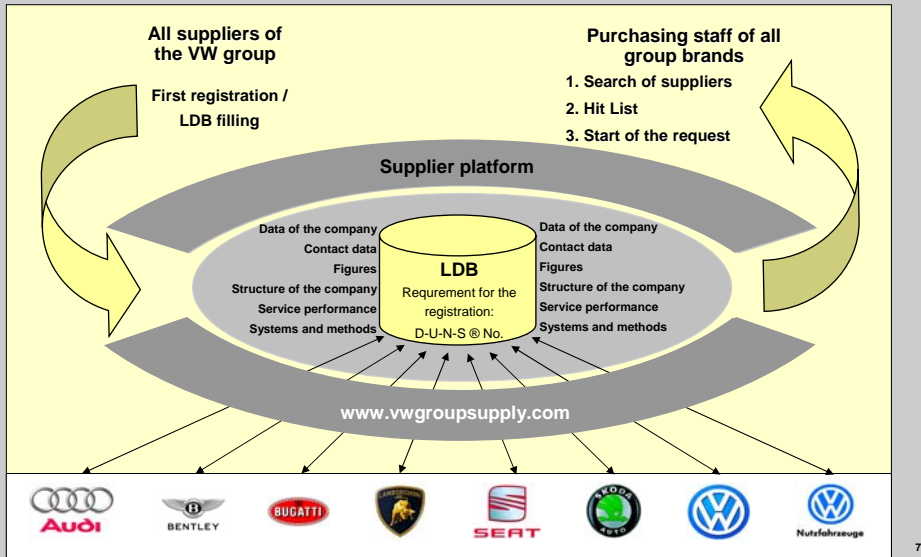 All suppliers of
the VW group
First registration /
LDB filling
Purchasing staff of all
group brands
1. Search of suppliers
2. Hit List
3. Start of the request
Supplier platform
Data of the company
Contact data
Figures
Structure of the company
Service performance
Systems and methods
LDB
Requrement for the
registration:
D-U-N-S ® No.
Data of the company
Contact data
Figures
Structure of the company
Service performance
Systems and methods
www.vwgroupsupply.com
Audi
B
BENTLEY
BUGATTI
LAMBORGHINI
SEAT
SKODA
AUTO
Nutzfahrzeuge
7